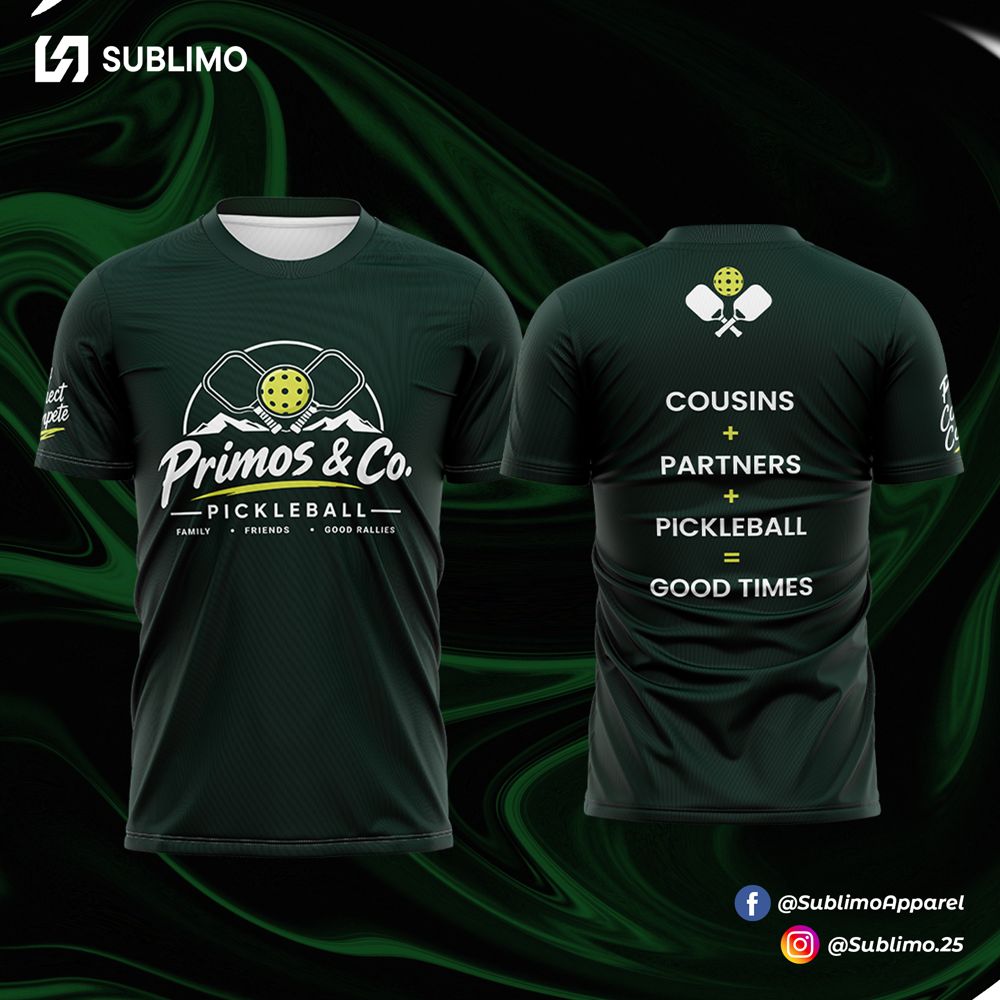 SUBLIMO
Primos & Co.
PICKLEBALL
FAMILY • FRIENDS • GOOD RALLIES
COUSINS
+
PARTNERS
+
PICKLEBALL
=
GOOD TIMES
@SublimoApparel
@Sublimo.25